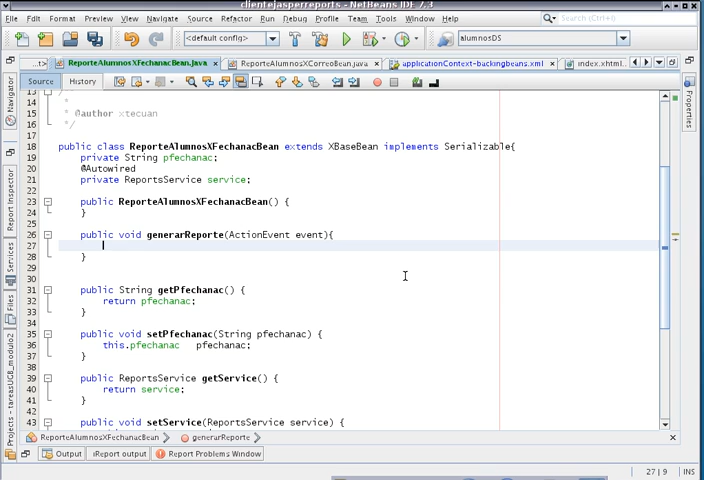 clientejasperreports - NetBeans IDE 7.3
File Edit View Navigate Source Refactor Run Debug Profile Team Tools Window Help Search (Ctrl+I)
<default config> alumnosDS
...t> ReporteAlumnosXFechanacBean.java ReporteAlumnosXCorreoBean.java applicationContext-backingbeans.xml index.xhtml...
Source History
13 /
14 *
15 * @author xtecuan
16 */
17
18 public class ReporteAlumnosXFechanacBean extends XBaseBean implements Serializable{
19 private String pfechanac;
20 @Autowired
21 private ReportsService service;
22
23 public ReporteAlumnosXFechanacBean() {
24 }
25
26 public void generarReporte(ActionEvent event){
27
28 }
29
30
31 public String getPfechanac() {
32 return pfechanac;
33 }
34
35 public void setPfechanac(String pfechanac) {
36 this.pfechanac pfechanac;
37 }
38
39 public ReportsService getService() {
40 return service;
41 }
42
43 public void setService(ReportsService service) {
ReporteAlumnosXFechanacBean generarReporte
Output Report output Report Problems Window
27 | 9 INS
Navigator
Report Inspector
Services
Files
Projects - tareasUGB_modulo2
Properties